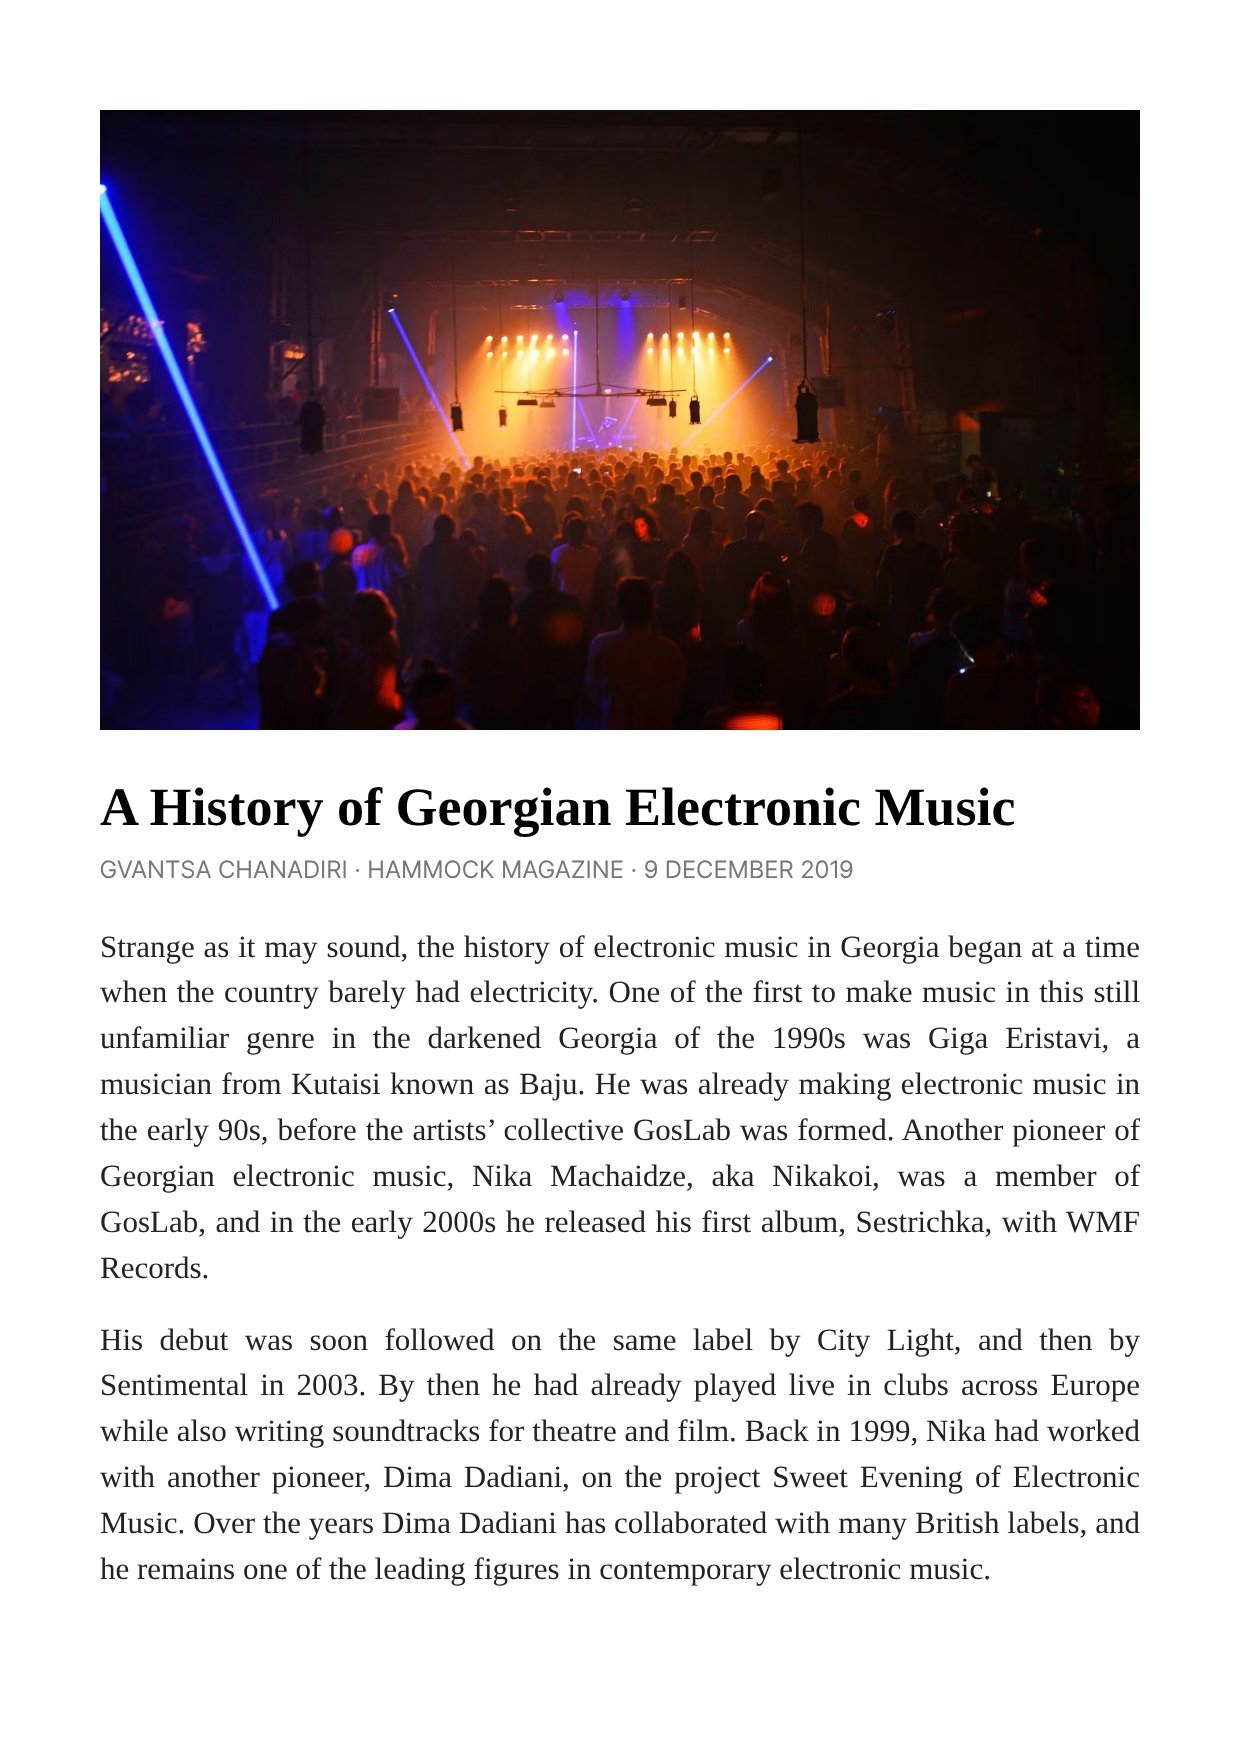 A History of Georgian Electronic Music
GVANTSA CHANADIRI · HAMMOCK MAGAZINE · 9 DECEMBER 2019
Strange as it may sound, the history of electronic music in Georgia began at a time
when the country barely had electricity. One of the first to make music in this still
unfamiliar genre in the darkened Georgia of the 1990s was Giga Eristavi, a
musician from Kutaisi known as Baju. He was already making electronic music in
the early 90s, before the artists’ collective GosLab was formed. Another pioneer of
Georgian electronic music, Nika Machaidze, aka Nikakoi, was a member of
GosLab, and in the early 2000s he released his first album, Sestrichka, with WMF
Records.
His debut was soon followed on the same label by City Light, and then by
Sentimental in 2003. By then he had already played live in clubs across Europe
while also writing soundtracks for theatre and film. Back in 1999, Nika had worked
with another pioneer, Dima Dadiani, on the project Sweet Evening of Electronic
Music. Over the years Dima Dadiani has collaborated with many British labels, and
he remains one of the leading figures in contemporary electronic music.